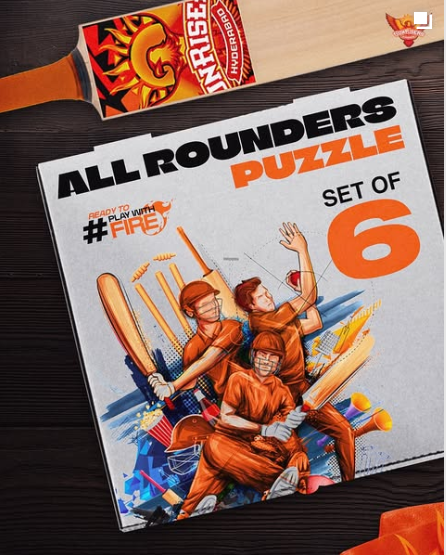 SUNRISERS
HYDERABAD
ALL ROUNDERS
PUZZLE
SET OF
6
READY TO
#PLAY WITH
FIRE